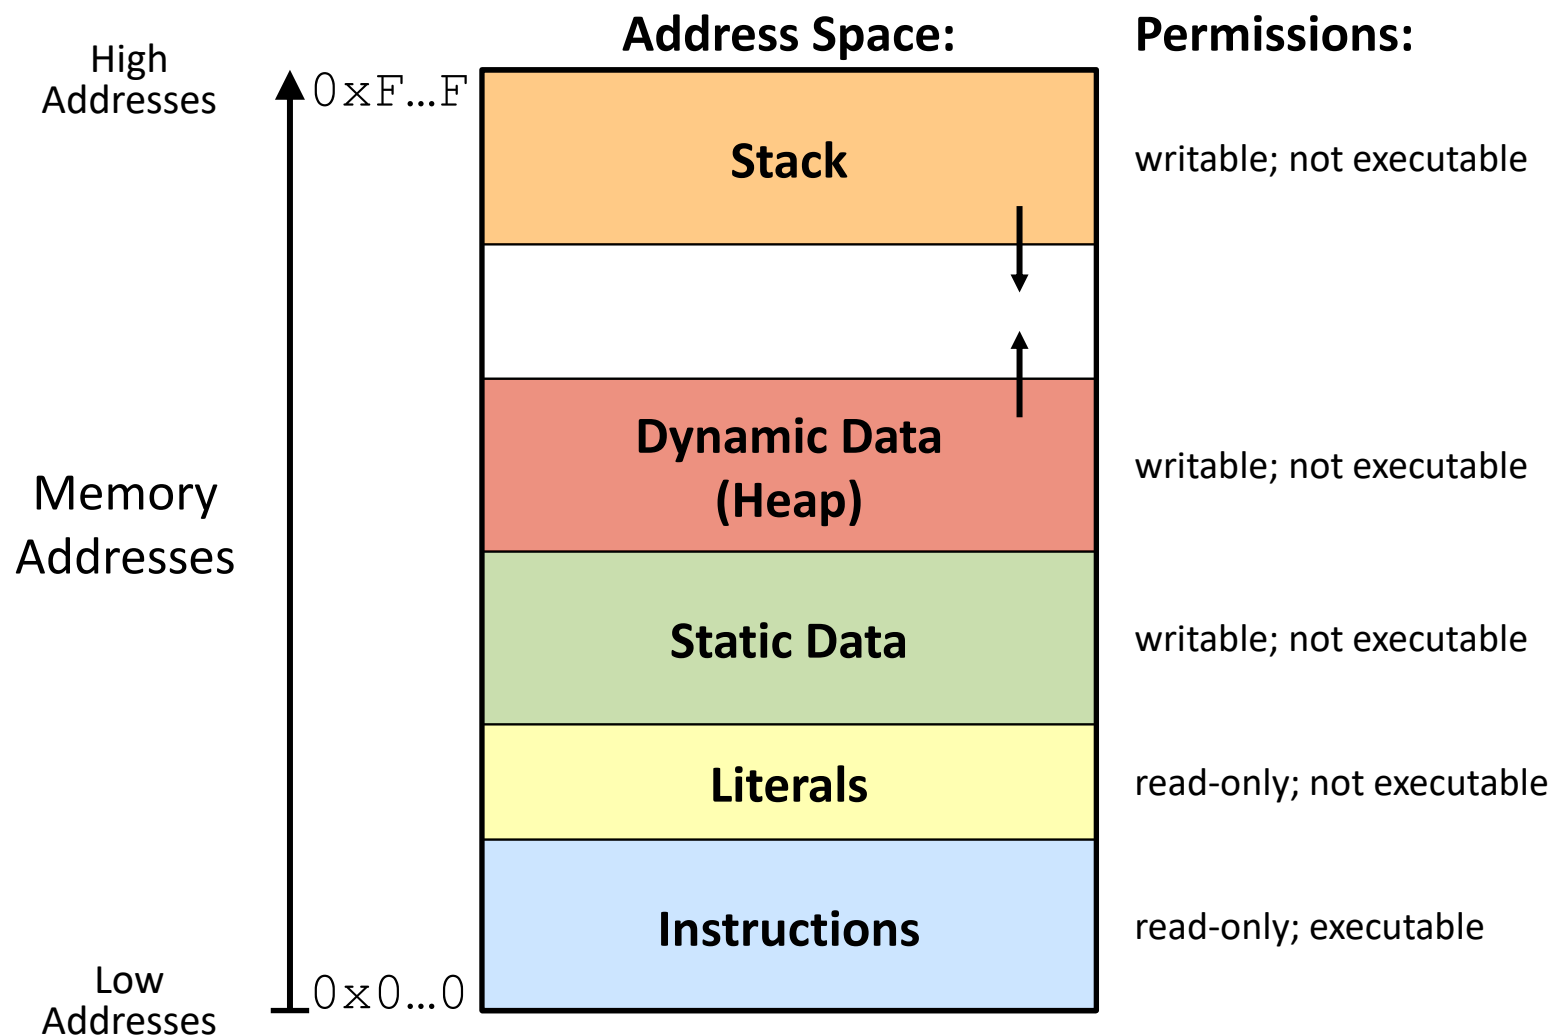 Address Space:
Permissions:
High
Addresses
0xF…F
Stack
writable; not executable
Dynamic Data
(Heap)
writable; not executable
Memory
Addresses
Static Data
writable; not executable
Literals
read-only; not executable
Instructions
read-only; executable
Low
Addresses
0x0…0